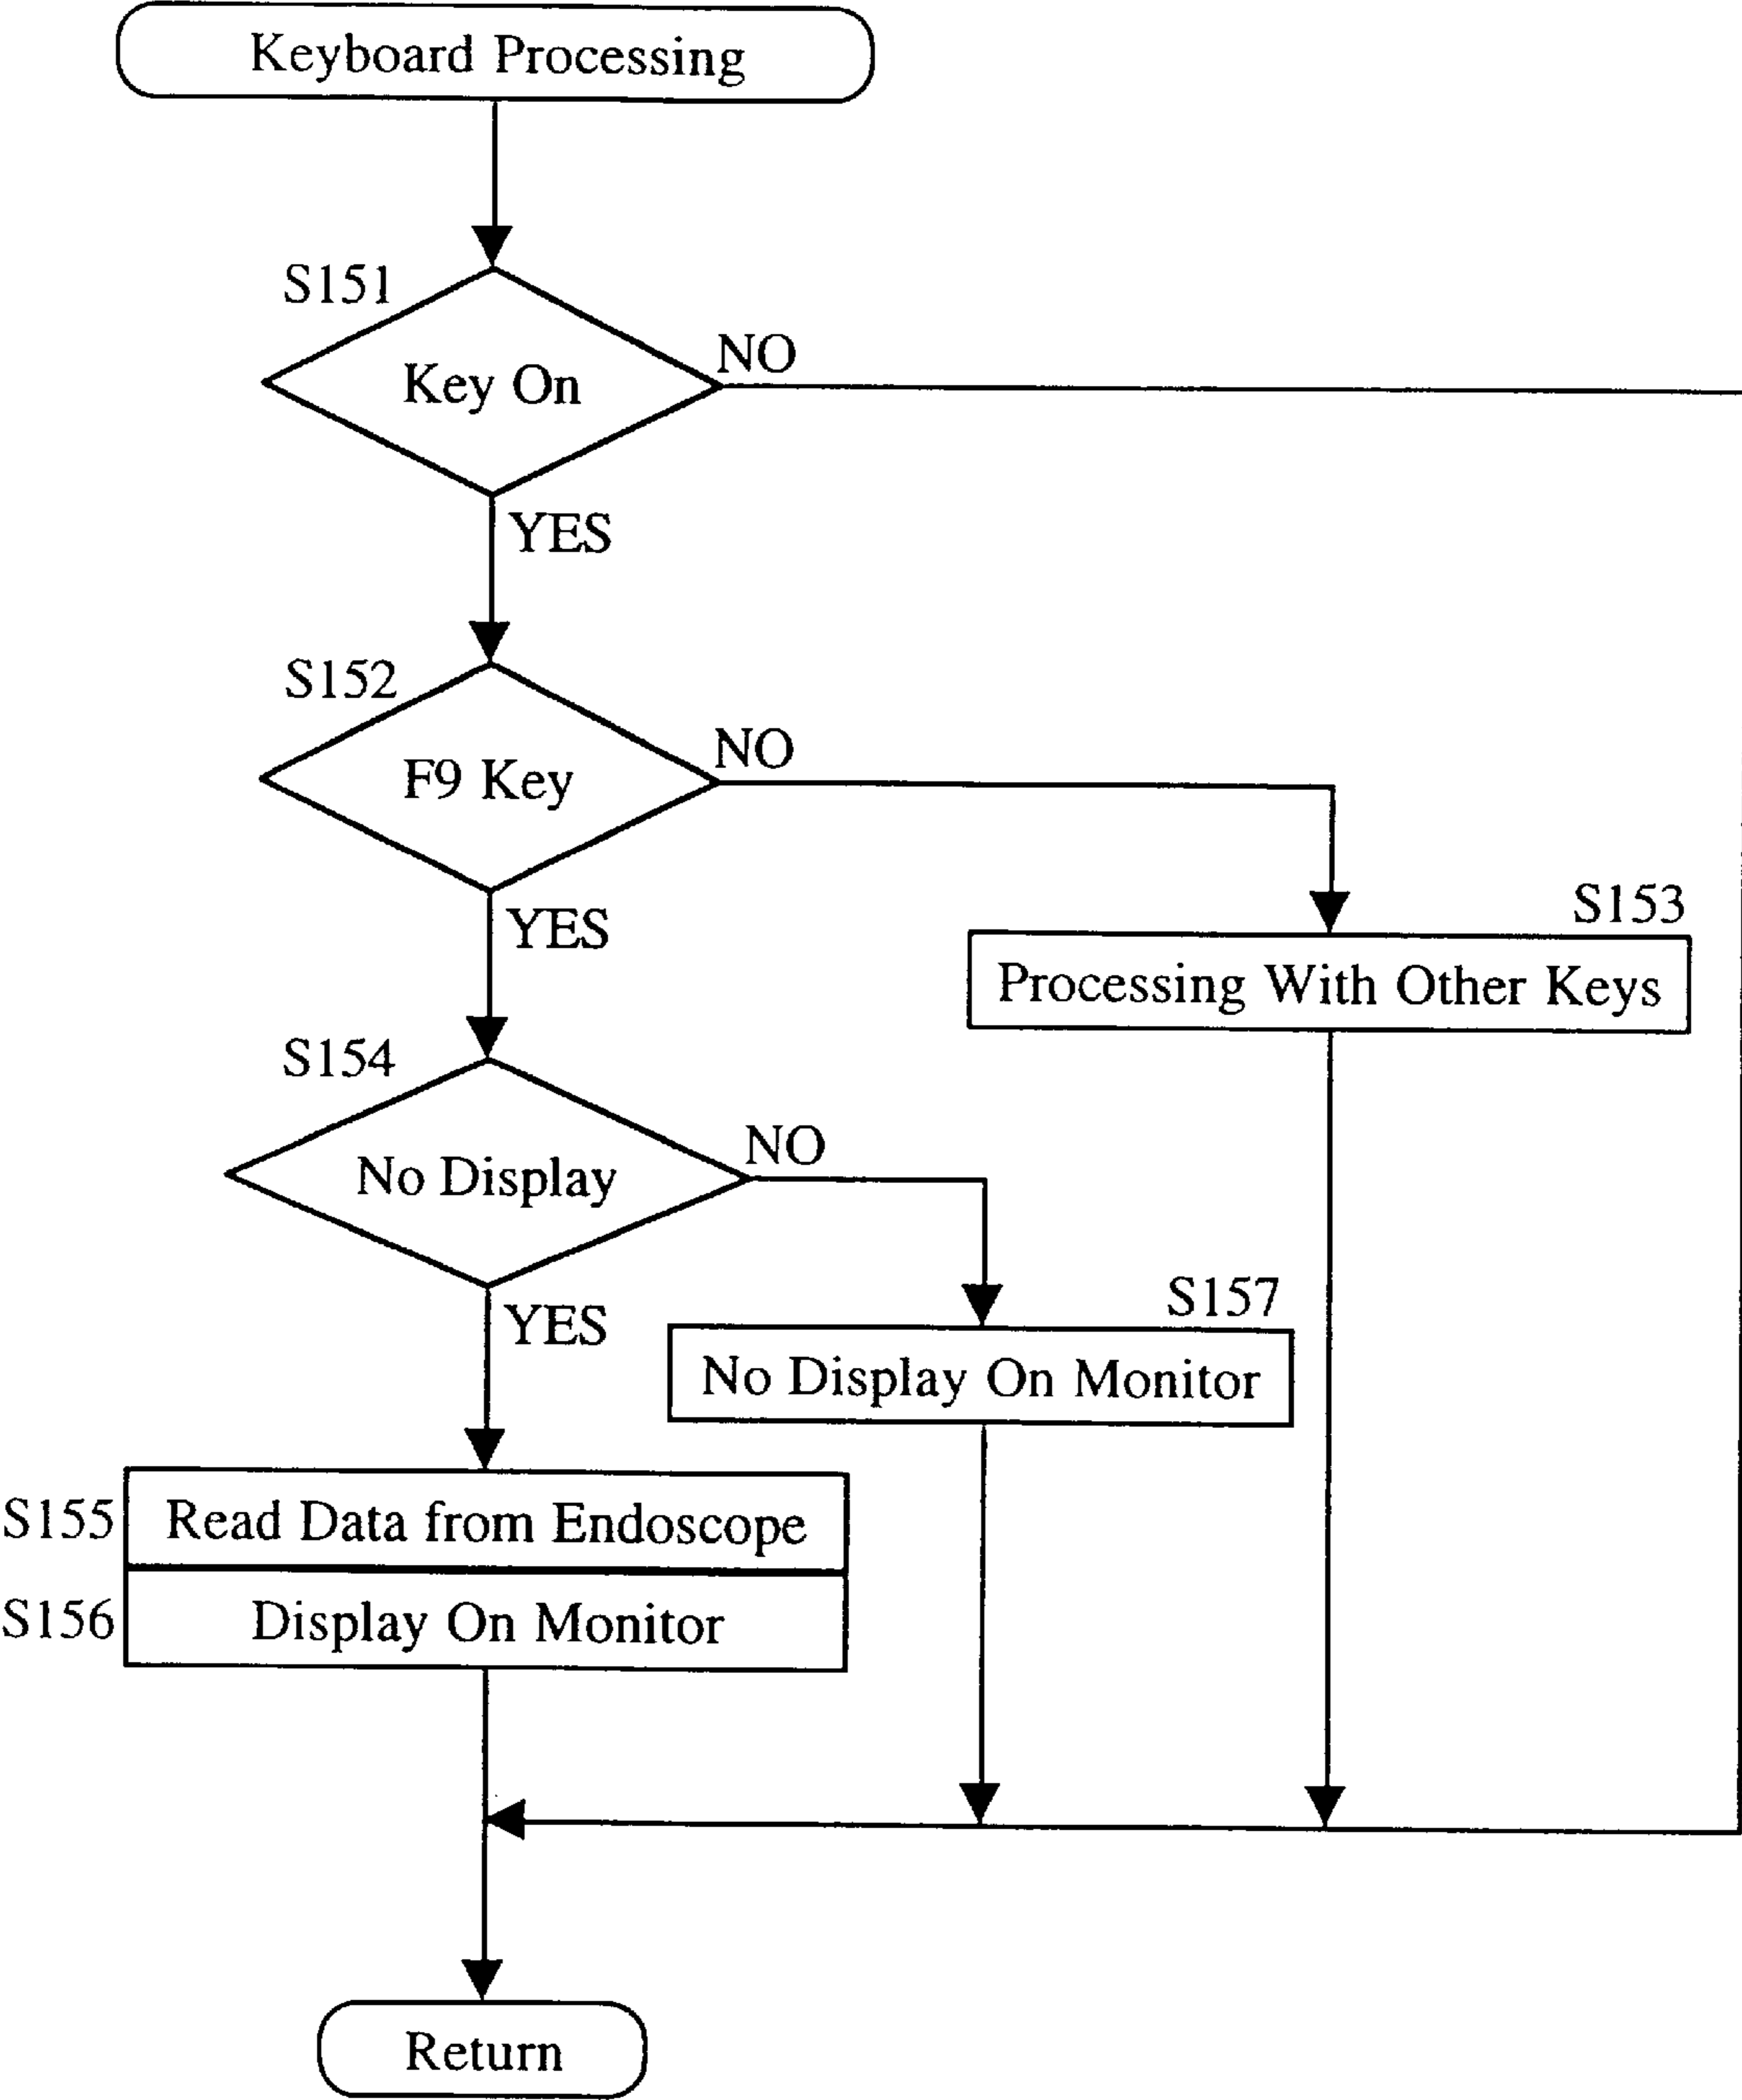 Keyboard Processing
S151
Key On
NO
YES
S152
F9 Key
NO
YES
S153
Processing With Other Keys
S154
No Display
NO
YES
S157
No Display On Monitor
S155 Read Data from Endoscope
S156 Display On Monitor
Return